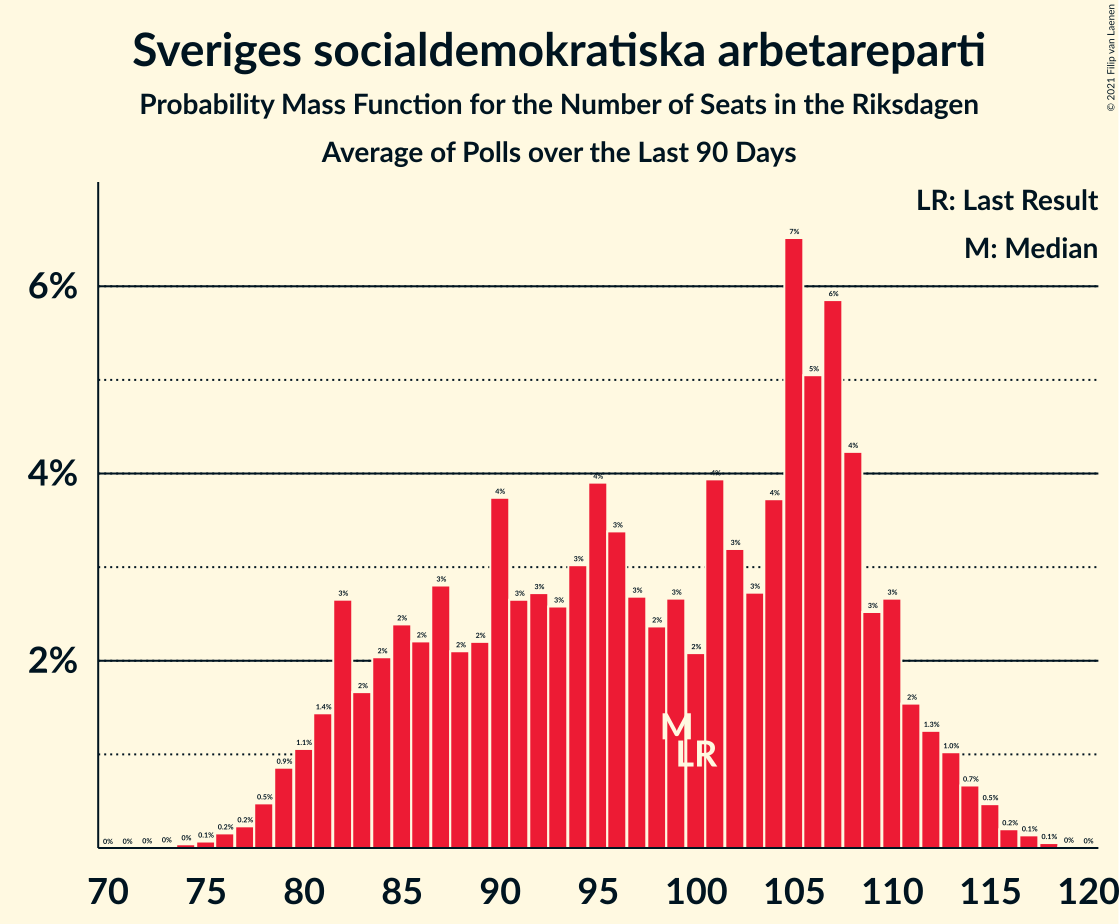 Sveriges socialdemokratiska arbetareparti
Probability Mass Function for the Number of Seats in the Riksdagen
Average of Polls over the Last 90 Days
© 2021 Filip van Laenen
LR: Last Result
M: Median
6%
4%
2%
0% 0% 0% 0% 0% 0.1% 0.2% 0.2% 0.5% 0.9% 1.1% 1.4% 3% 2% 2% 2% 2% 3% 2% 2% 4% 3% 3% 3% 3% 4% 3% 3% 2% 3% 2% 4% 3% 3% 4% 7% 5% 6% 4% 3% 3% 2% 1.3% 1.0% 0.7% 0.5% 0.2% 0.1% 0.1% 0% 0%
M
LR
70 75 80 85 90 95 100 105 110 115 120